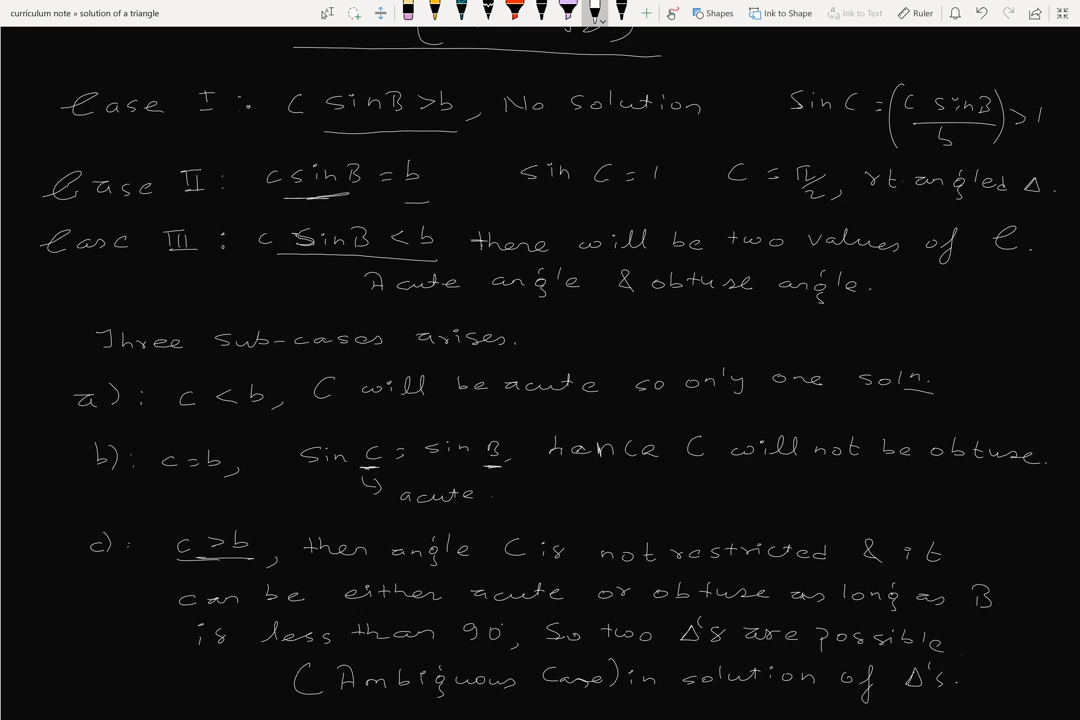 curriculum note » solution of a triangle
Shapes Ink to Shape Ink to Text Ruler
Case I : c sinB > b, No solution sin C = (c sinB / b) > 1
Case II : c sinB = b sin C = 1 C = π/2, rt. angled Δ.
Case III : c sinB < b there will be two values of C.
Acute angle & obtuse angle.
Three sub-cases arises.
a) : c < b, C will be acute so only one soln.
b) : c = b, sin C = sin B, hence C will not be obtuse.
↳ acute.
c) : c > b, then angle C is not restricted & it
can be either acute or obtuse as long as B
is less than 90°, So two Δ's are possible
(Ambiguous Case) in solution of Δ's.